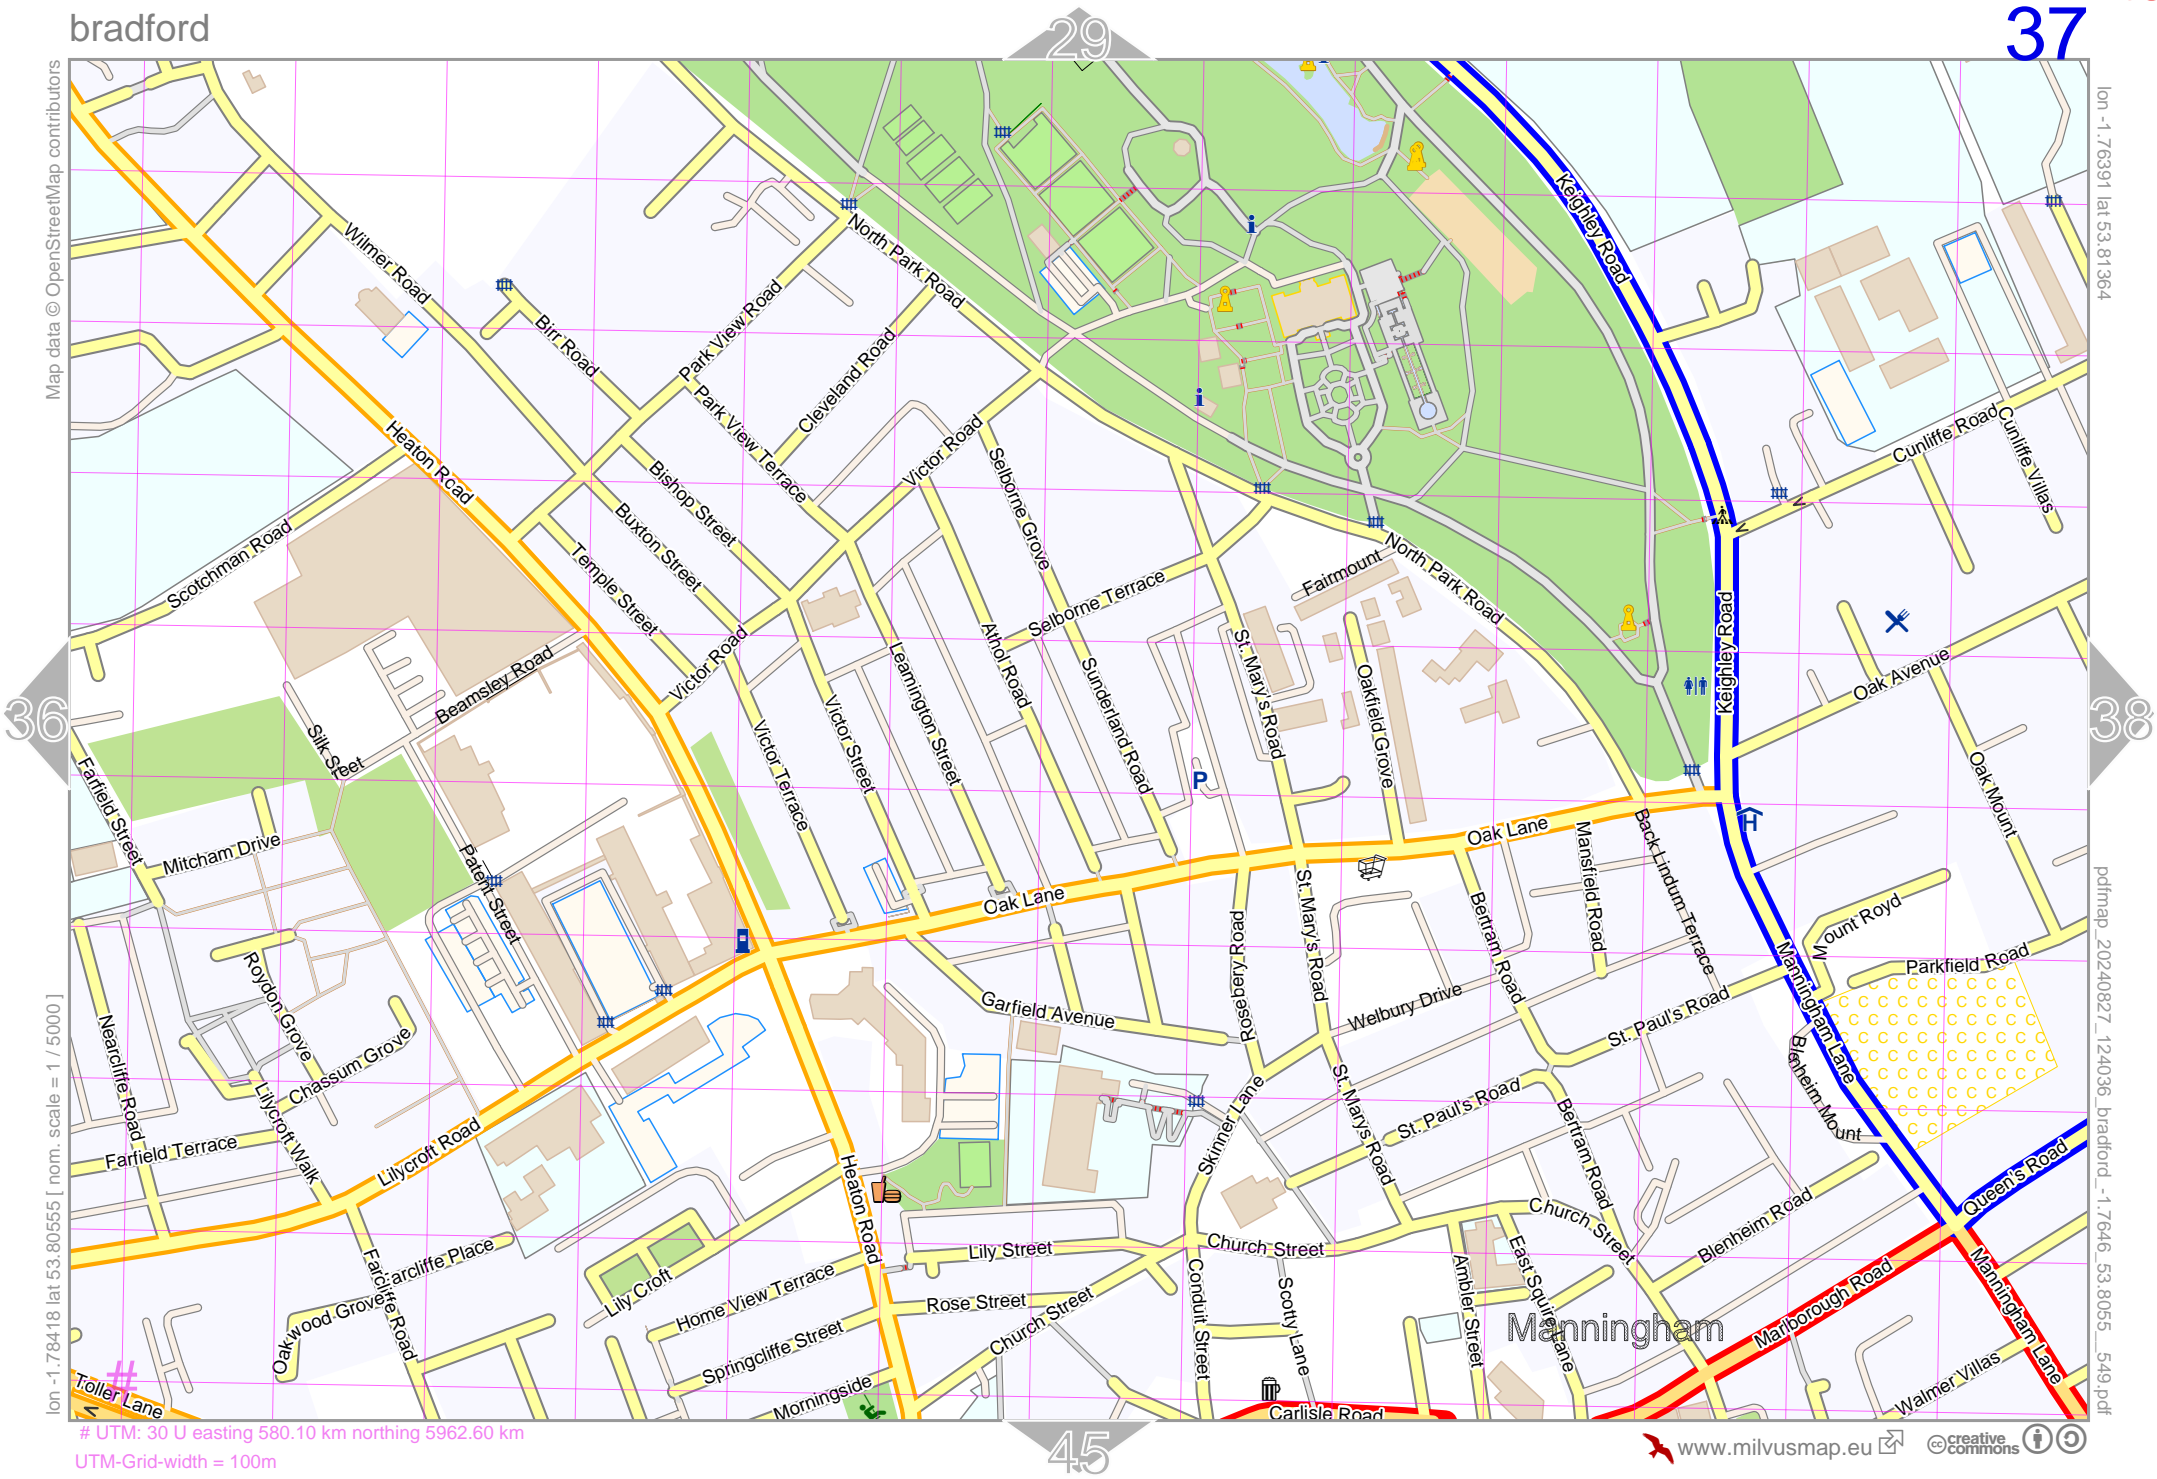 bradford
29
37
Map data © OpenStreetMap contributors
lon -1.76391 lat 53.81364
Keighley Road
Wilmer Road
North Park Road
Birr Road
Park View Road
Cleveland Road
Park View Terrace
Heaton Road
Victor Road
Cunliffe Road
Cunliffe Villas
Bishop Street
Selborne Grove
Buxton Street
Scotchman Road
Temple Street
Selborne Terrace
Fairmount
North Park Road
Keighley Road
Victor Road
Leamington Street
Athol Road
Sunderland Road
St. Mary's Road
Oakfield Grove
Oak Avenue
Beamsley Road
Silk Street
Victor Terrace
Victor Street
36
38
Farfield Street
P
Oak Mount
Mitcham Drive
Patent Street
Oak Lane
Oak Lane
H
Mansfield Road
Back Lindum Terrace
Bertram Road
St. Mary's Road
Rosebery Road
Mount Royd
Parkfield Road
Manningham Lane
Roydon Grove
Garfield Avenue
Welbury Drive
St. Paul's Road
Nearcliffe Road
Chassum Grove
Lilycroft Walk
Blenheim Mount
Skinner Lane
St. Marys Road
St. Paul's Road
Bertram Road
Farfield Terrace
Lilycroft Road
Heaton Road
Queen's Road
Church Street
Blenheim Road
Farcliffe Place
Farcliffe Road
Lily Street
Church Street
East Squire Lane
Ambler Street
Lily Croft
Home View Terrace
Rose Street
Conduit Street
Scotty Lane
Marlborough Road
Manningham Lane
Oakwood Grove
Springcliffe Street
Church Street
Manningham
Walmer Villas
Morningside
Toller Lane
#
Carlisle Road
lon -1.78418 lat 53.80555 [ nom. scale = 1 / 5000 ]
pdfmap_20240827_124036_bradford_-1.7646_53.8055__549.pdf
# UTM: 30 U easting 580.10 km northing 5962.60 km
UTM-Grid-width = 100m
45
www.milvusmap.eu
cc creative commons